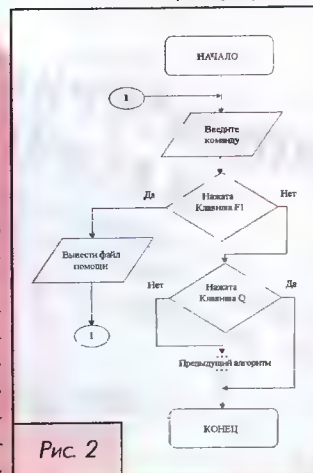 НАЧАЛО
1
Введите
команду
Да
Нажата
Клавиша F1
Нет
Вывести файл
помощи
Нет
Нажата
Клавиша Q
Да
1
Предыдущий алгоритм
КОНЕЦ
Рис. 2